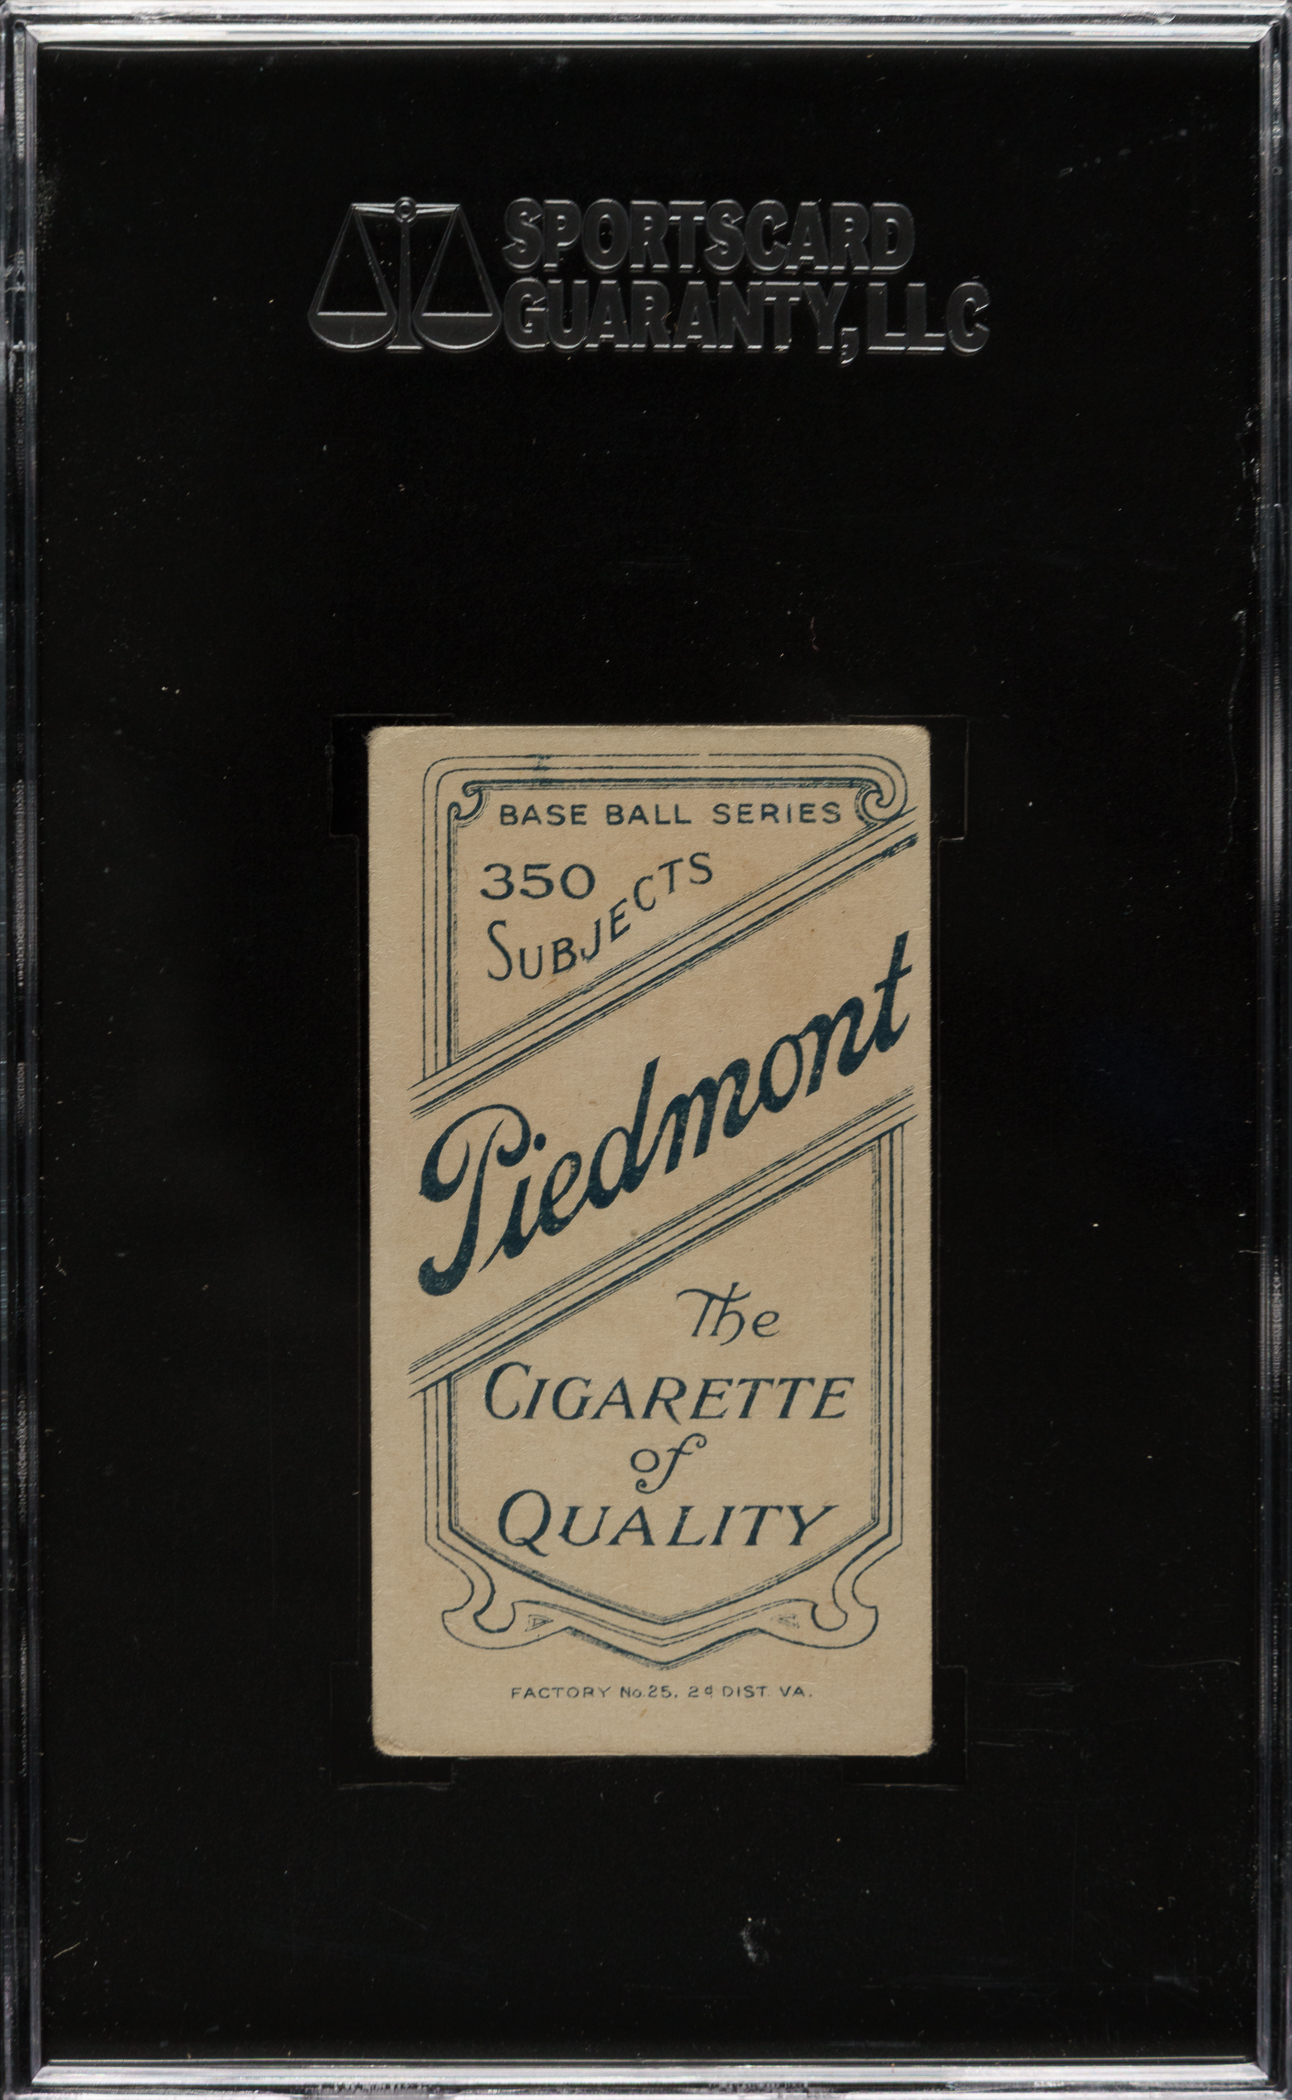 SPORTSCARD
GUARANTY, LLC
BASE BALL SERIES
350
SUBJECTS
Piedmont
The
CIGARETTE
of
QUALITY
FACTORY No. 25, 2d DIST. VA.